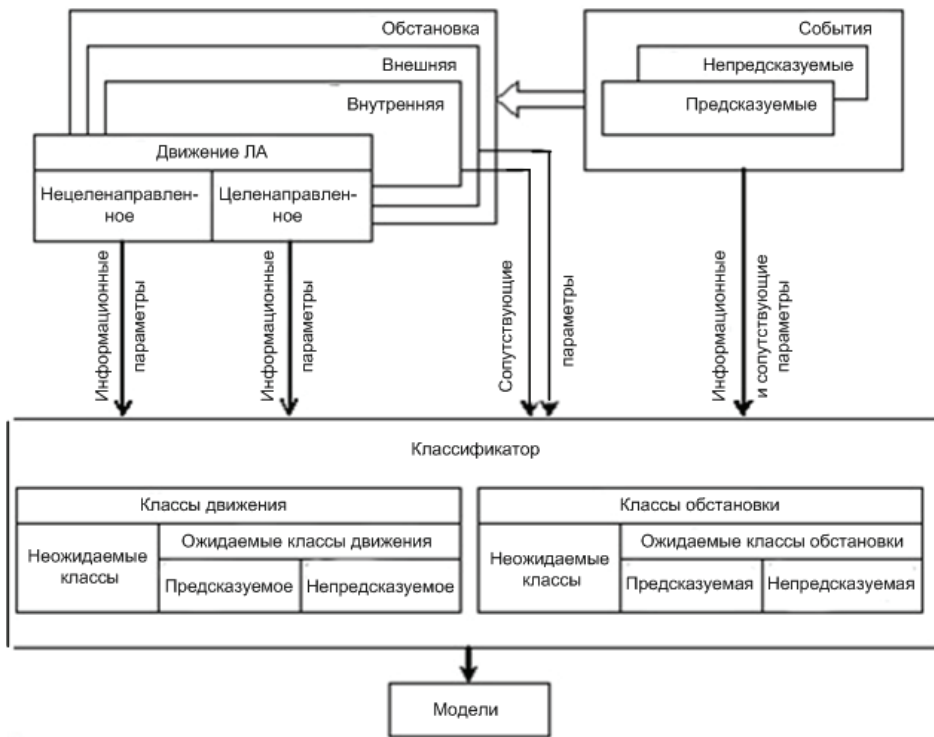 Обстановка
Внешняя
Внутренняя
Движение ЛА
Нецеленаправлен-
ное
Целенаправлен-
ное
События
Непредсказуемые
Предсказуемые
Информационные
параметры
Информационные
параметры
Сопутствующие
параметры
Информационные
и сопутствующие
параметры
Классификатор
Классы движения
Неожидаемые
классы
Ожидаемые классы движения
Предсказуемое
Непредсказуемое
Классы обстановки
Неожидаемые
классы
Ожидаемые классы обстановки
Предсказуемая
Непредсказуемая
Модели